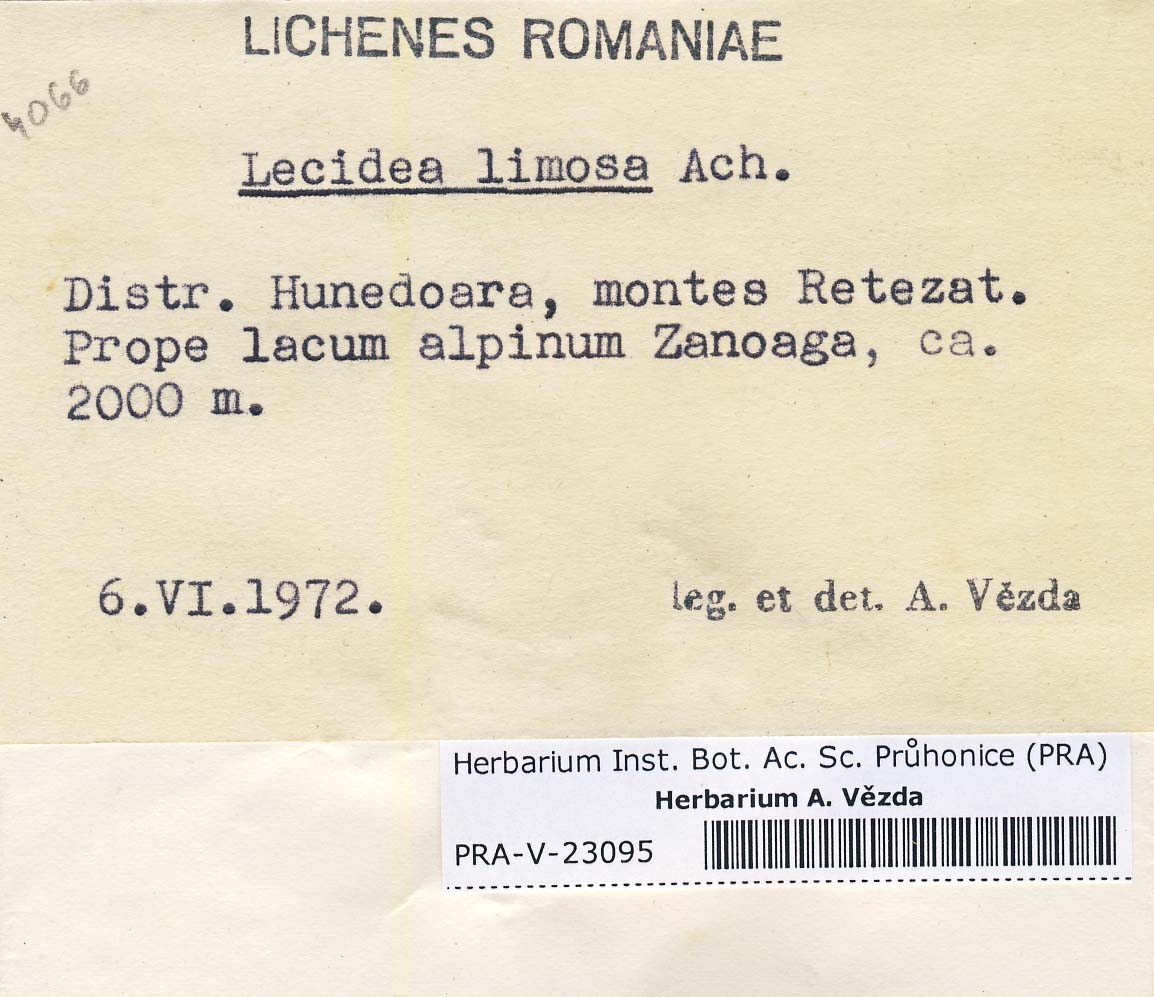 LICHENES ROMANIAE
4066
Lecidea limosa Ach.
Distr. Hunedoara, montes Retezat.
Prope lacum alpinum Zanoaga, ca.
2000 m.
6.VI.1972.
leg. et det. A. Vězda
Herbarium Inst. Bot. Ac. Sc. Průhonice (PRA)
Herbarium A. Vězda
PRA-V-23095